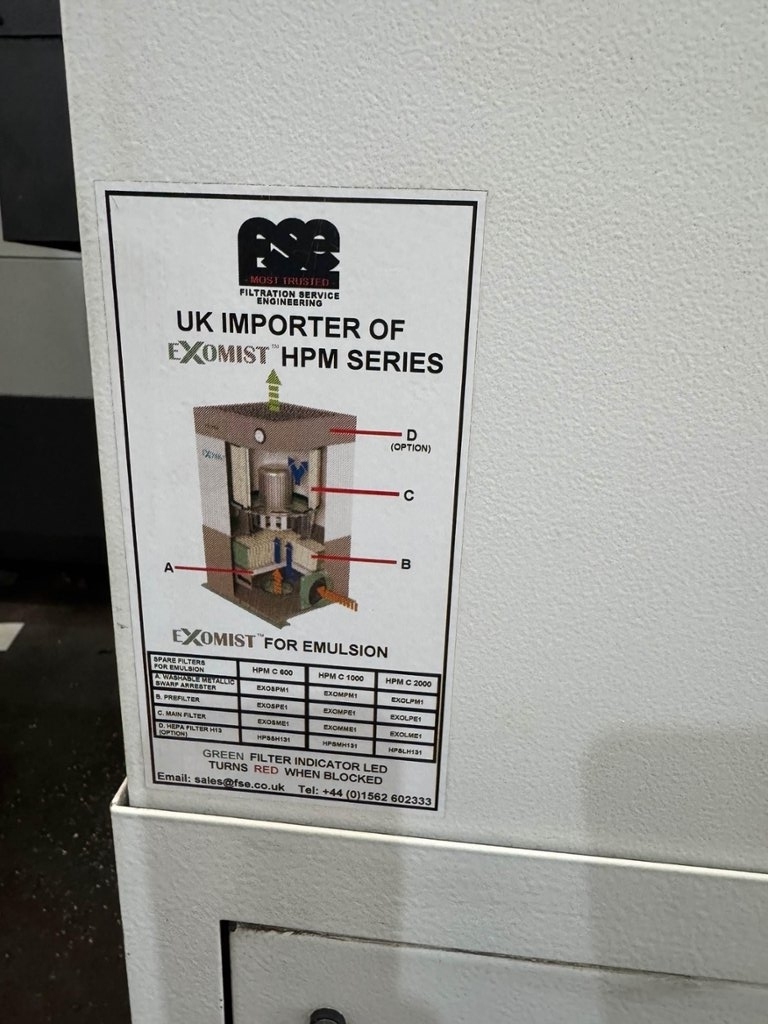 fse
- MOST TRUSTED -
FILTRATION SERVICE
ENGINEERING
UK IMPORTER OF
EXOMIST™ HPM SERIES
D
(OPTION)
C
B
A
EXOMIST™ FOR EMULSION
SPARE FILTERS FOR EMULSION HPM C 600 HPM C 1000 HPM C 2000
A. WASHABLE METALLIC SWARF ARRESTER EXOSPM1 EXOMPM1 EXOLPM1
B. PREFILTER EXOSPE1 EXOMPE1 EXOLPE1
C. MAIN FILTER EXOSME1 EXOMME1 EXOLME1
D. HEPA FILTER H13 (OPTION) HPSSH131 HPSMH131 HPSLH131
GREEN FILTER INDICATOR LED
TURNS RED WHEN BLOCKED
Email: sales@fse.co.uk Tel: +44 (0)1562 602333